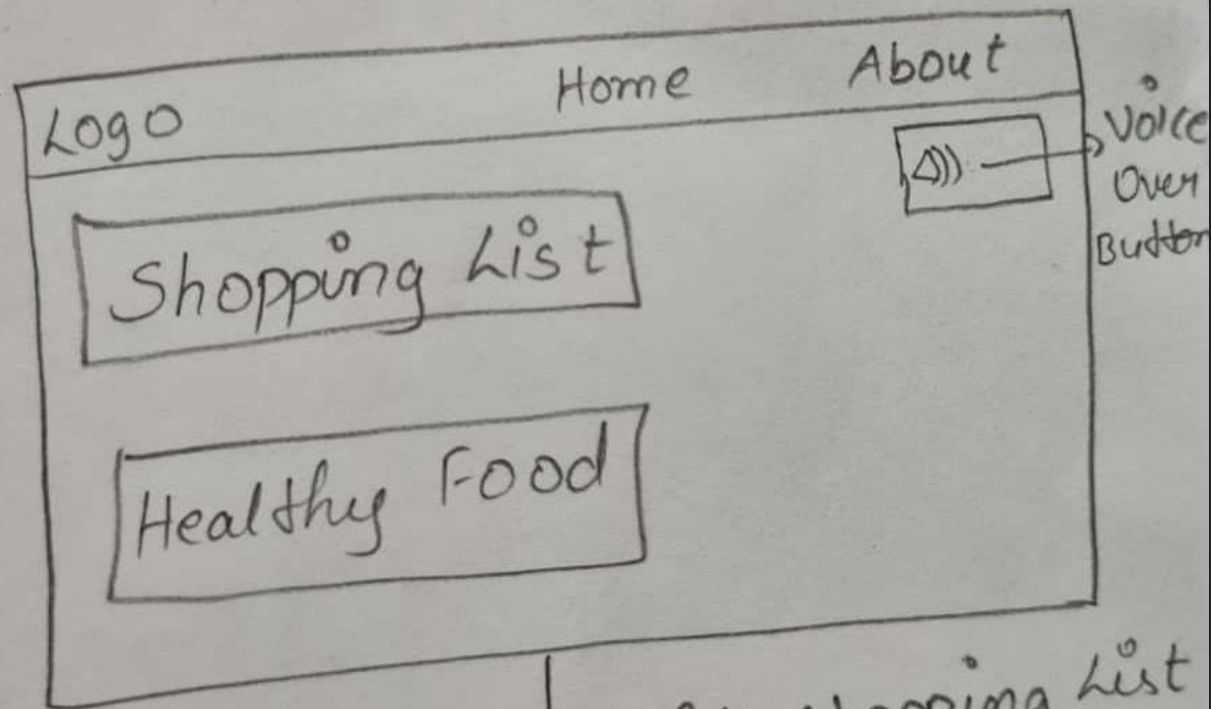 Logo Home About
Voice
Over
Button
Shopping List
Healthy Food
List